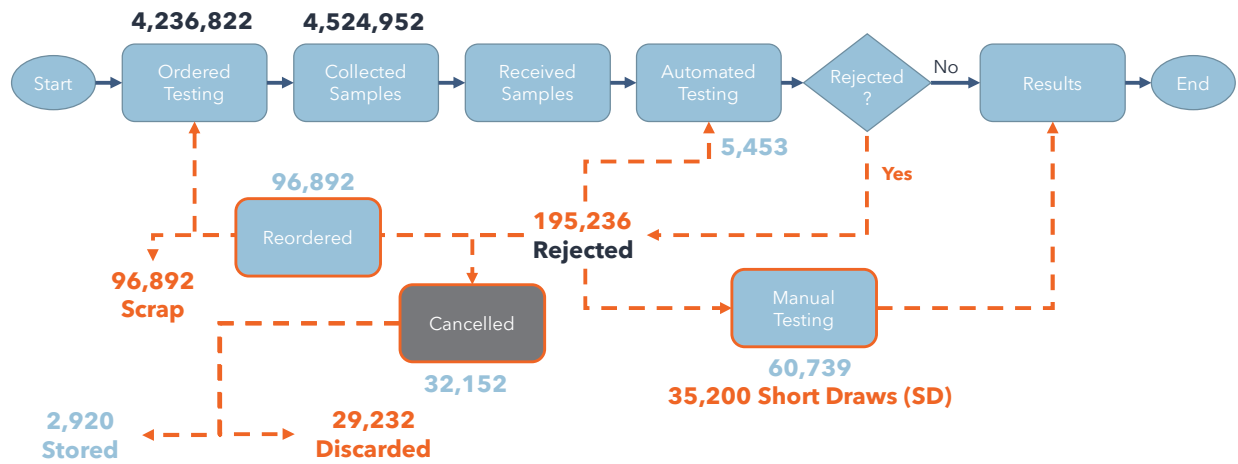 4,236,822
4,524,952
Start
Ordered
Testing
Collected
Samples
Received
Samples
Automated
Testing
Rejected
?
No
Results
End
5,453
Yes
96,892
Reordered
195,236
Rejected
96,892
Scrap
Cancelled
32,152
Manual
Testing
60,739
35,200 Short Draws (SD)
2,920
Stored
29,232
Discarded